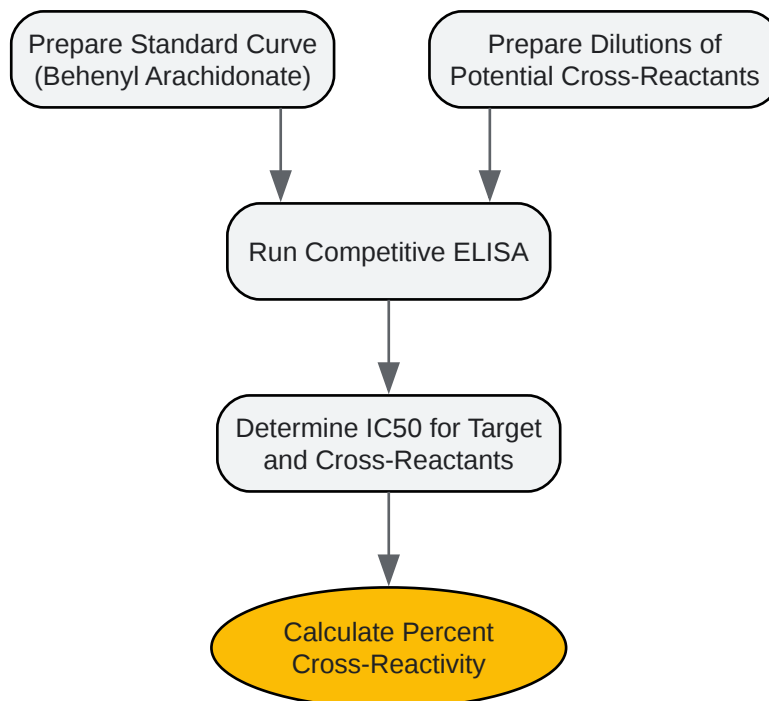 Prepare Standard Curve
(Behenyl Arachidonate)
Prepare Dilutions of
Potential Cross-Reactants
Run Competitive ELISA
Determine IC50 for Target
and Cross-Reactants
Calculate Percent
Cross-Reactivity